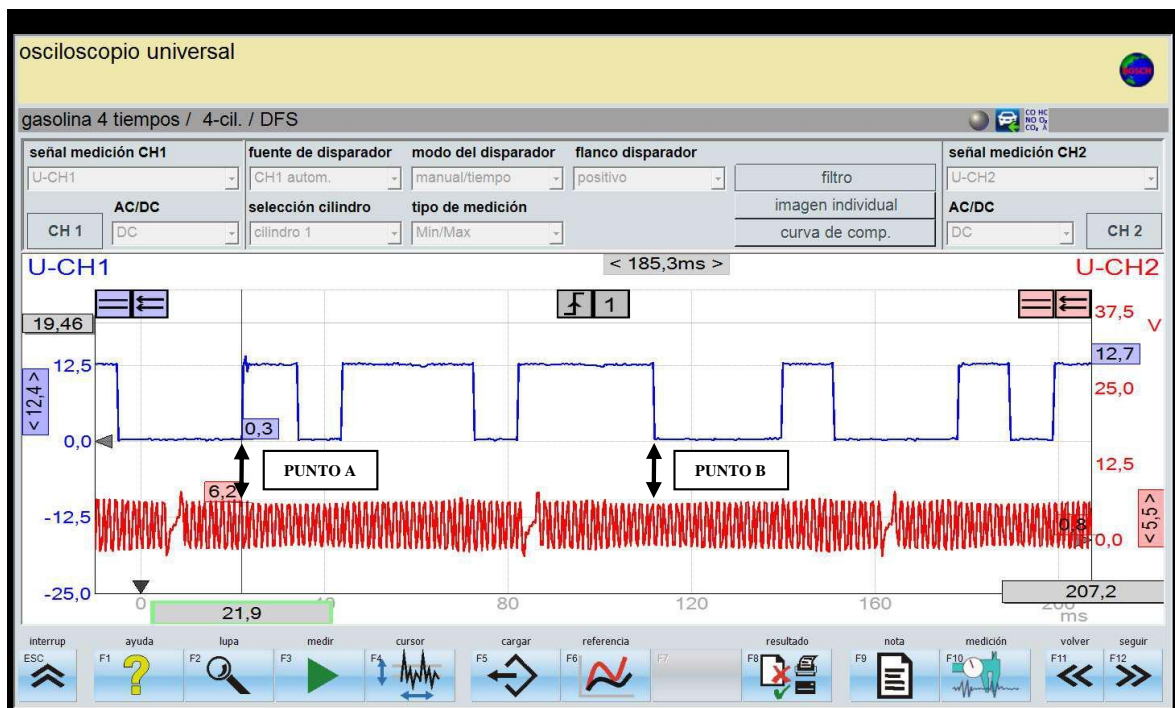 osciloscopio universal
BOSCH
gasolina 4 tiempos / 4-cil. / DFS
CO HC
NO O₂
CO₂ λ
señal medición CH1
fuente de disparador
modo del disparador
flanco disparador
señal medición CH2
U-CH1
CH1 autom.
manual/tiempo
positivo
filtro
U-CH2
AC/DC
selección cilindro
tipo de medición
imagen individual
AC/DC
CH 1
DC
cilindro 1
Min/Max
curva de comp.
DC
CH 2
U-CH1
< 185,3ms >
U-CH2
1
37,5
V
19,46
12,5
12,7
< 12,4 >
25,0
0,3
0,0
PUNTO A
PUNTO B
12,5
6,2
-12,5
0,8
0,0
< 5,5 >
-25,0
0
21,9
80
120
160
207,2
ms
interrup
ayuda
lupa
medir
cursor
cargar
referencia
resultado
nota
medición
volver
seguir
ESC
F1
?
F2
F3
F4
F5
F6
F7
F8
F9
F10
F11
F12